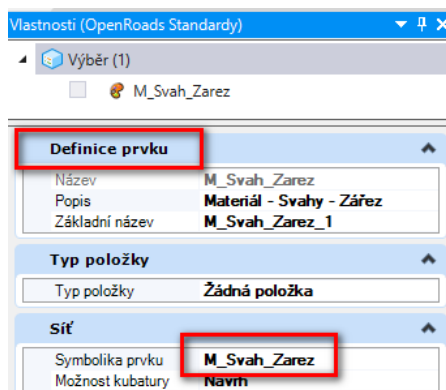 Vlastnosti (OpenRoads Standardy)
Výběr (1)
M_Svah_Zarez
Definice prvku
Název M_Svah_Zarez
Popis Materiál - Svahy - Zářez
Základní název M_Svah_Zarez_1
Typ položky
Typ položky Žádná položka
Síť
Symbolika prvku M_Svah_Zarez
Možnost kubatury Návrh